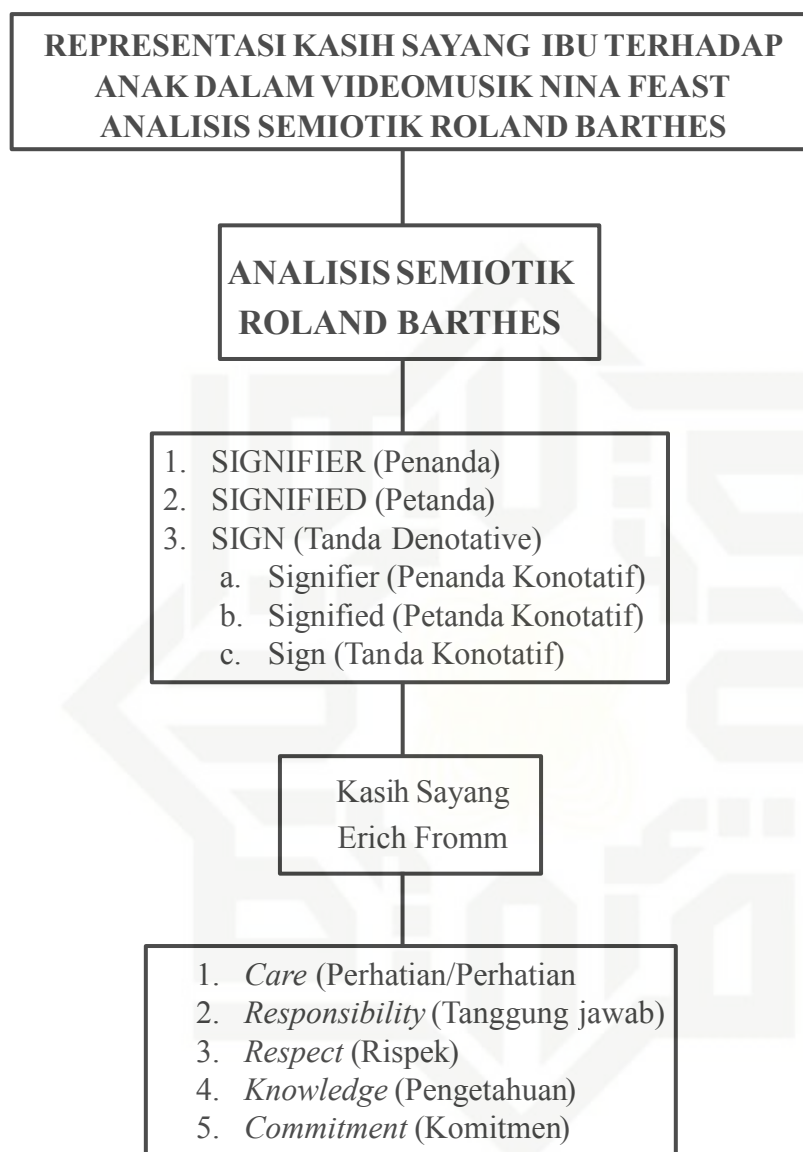 REPRESENTASI KASIH SAYANG IBU TERHADAP
ANAK DALAM VIDEOMUSIK NINA FEAST
ANALISIS SEMIOTIK ROLAND BARTHES
ANALISIS SEMIOTIK
ROLAND BARTHES
1. SIGNIFIER (Penanda)
2. SIGNIFIED (Petanda)
3. SIGN (Tanda Denotative)
a. Signifier (Penanda Konotatif)
b. Signified (Petanda Konotatif)
c. Sign (Tanda Konotatif)
Kasih Sayang
Erich Fromm
1. Care (Perhatian/Perhatian
2. Responsibility (Tanggung jawab)
3. Respect (Rispek)
4. Knowledge (Pengetahuan)
5. Commitment (Komitmen)